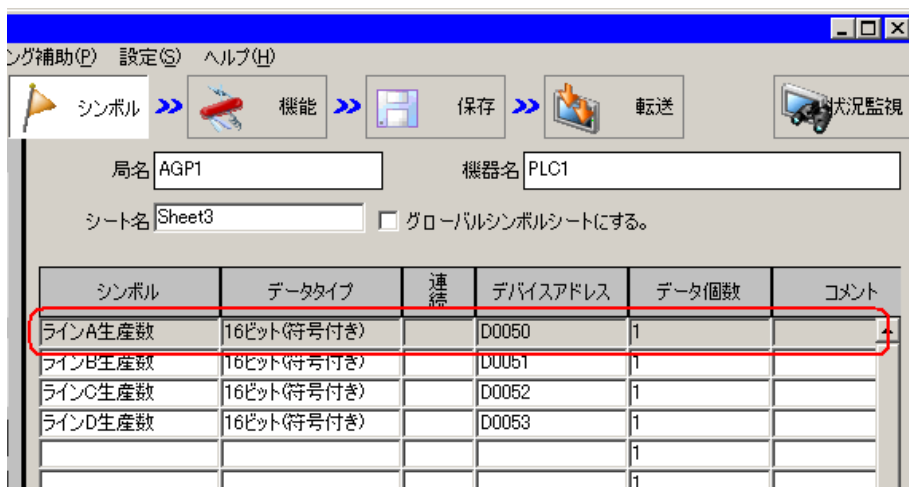 ング補助(P) 設定(S) ヘルプ(H)
シンボル >> 機能 >> 保存 >> 転送 状況監視
局名 AGP1 機器名 PLC1
シート名 Sheet3 グローバルシンボルシートにする。
シンボル データタイプ 連続 デバイスアドレス データ個数 コメント
ラインA生産数 16ビット(符号付き) D0050 1
ラインB生産数 16ビット(符号付き) D0051 1
ラインC生産数 16ビット(符号付き) D0052 1
ラインD生産数 16ビット(符号付き) D0053 1
1
1